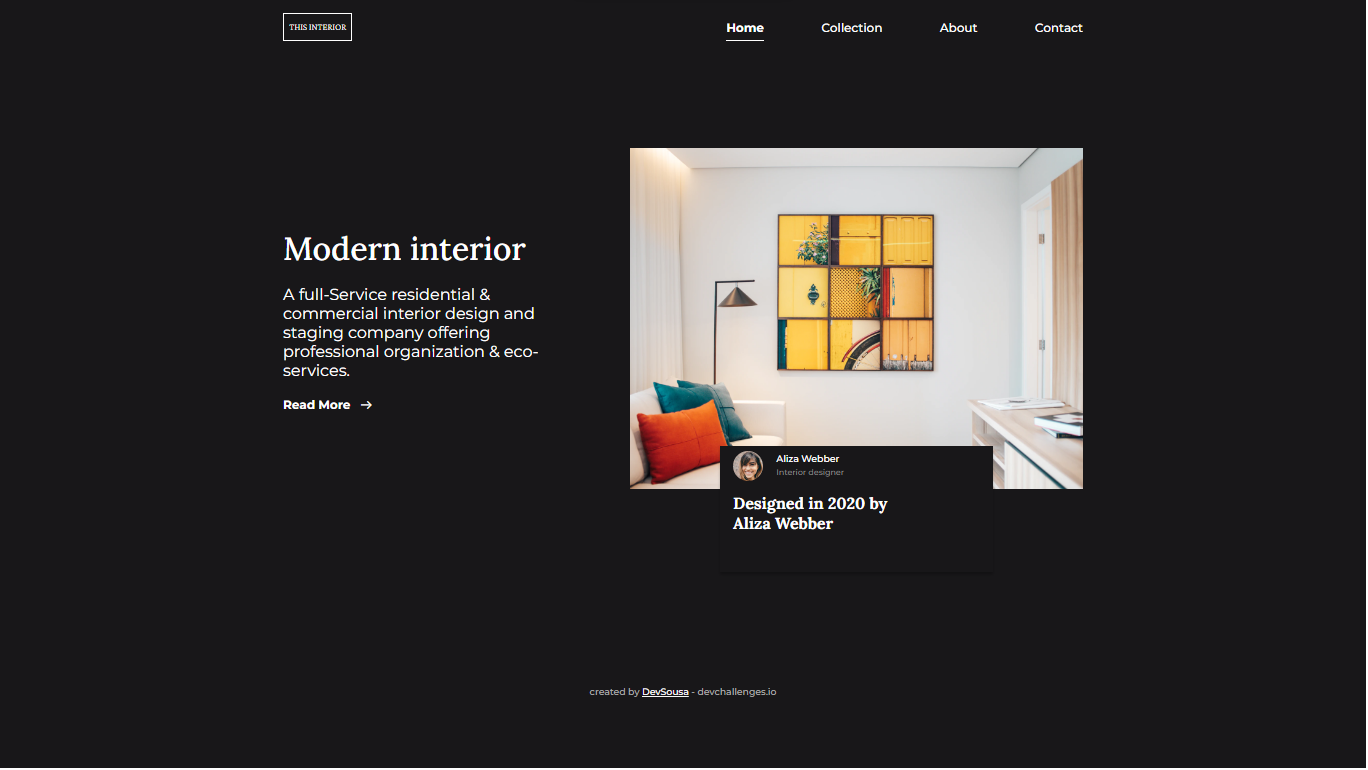 THIS INTERIOR
Home Collection About Contact
Modern interior
A full-Service residential &
commercial interior design and
staging company offering
professional organization & eco-
services.
Read More
Aliza Webber
Interior designer
Designed in 2020 by
Aliza Webber
created by DevSousa - devchallenges.io